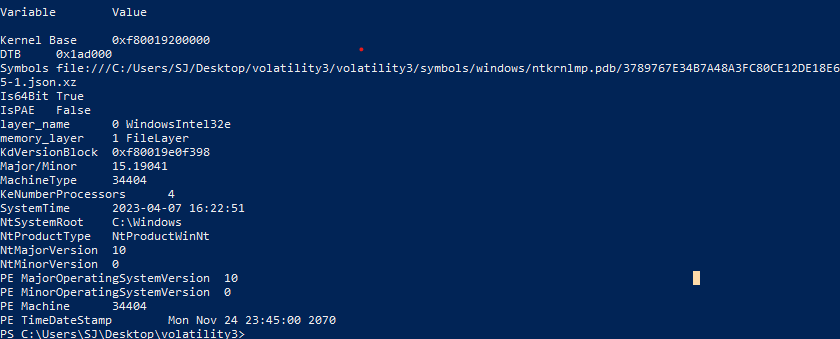 Variable Value
Kernel Base 0xf80019200000
DTB 0x1ad000
Symbols file:///C:/Users/SJ/Desktop/volatility3/volatility3/symbols/windows/ntkrnlmp.pdb/3789767E34B7A48A3FC80CE12DE18E6
5-1.json.xz
Is64Bit True
IsPAE False
layer_name 0 WindowsIntel32e
memory_layer 1 FileLayer
KdVersionBlock 0xf80019e0f398
Major/Minor 15.19041
MachineType 34404
KeNumberProcessors 4
SystemTime 2023-04-07 16:22:51
NtSystemRoot C:\Windows
NtProductType NtProductWinNt
NtMajorVersion 10
NtMinorVersion 0
PE MajorOperatingSystemVersion 10
PE MinorOperatingSystemVersion 0
PE Machine 34404
PE TimeDateStamp Mon Nov 24 23:45:00 2070
PS C:\Users\SJ\Desktop\volatility3>